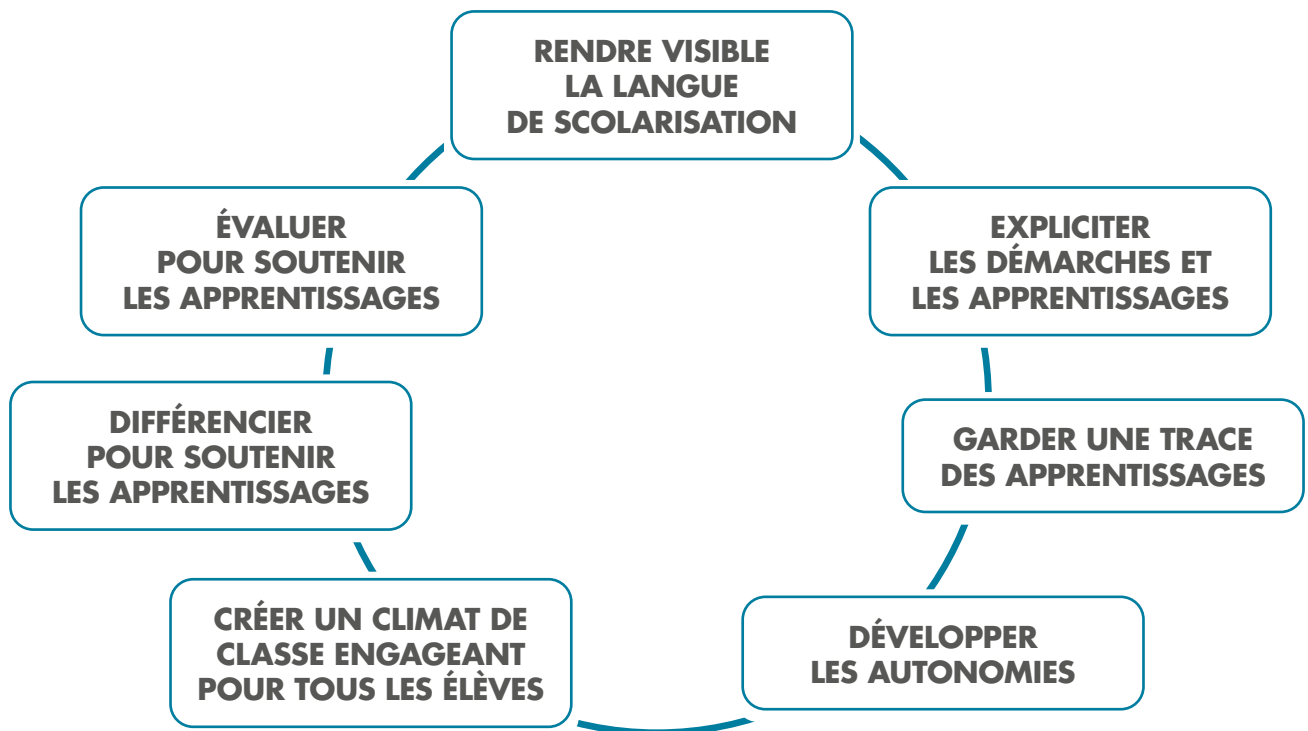 RENDRE VISIBLE
LA LANGUE
DE SCOLARISATION
ÉVALUER
POUR SOUTENIR
LES APPRENTISSAGES
EXPLICITER
LES DÉMARCHES ET
LES APPRENTISSAGES
DIFFÉRENCIER
POUR SOUTENIR
LES APPRENTISSAGES
GARDER UNE TRACE
DES APPRENTISSAGES
CRÉER UN CLIMAT DE
CLASSE ENGAGEANT
POUR TOUS LES ÉLÈVES
DÉVELOPPER
LES AUTONOMIES